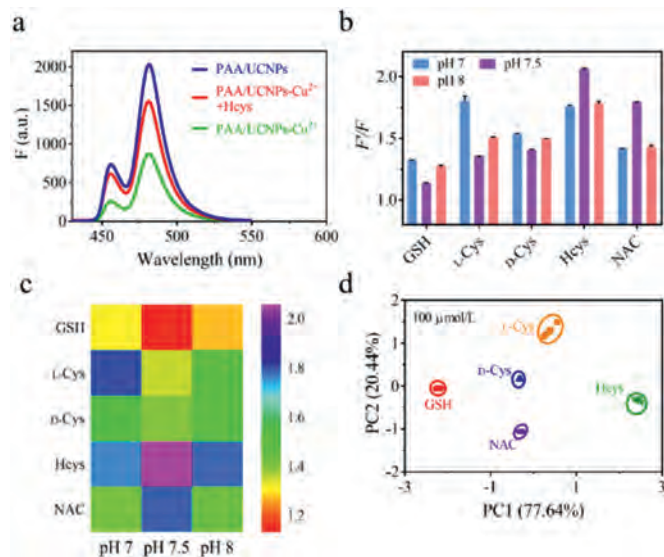 a
2000
1500
1000
500
0
F (a.u.)
PAA/UCNPs
PAA/UCNPs-Cu²⁺
+Hcys
PAA/UCNPs-Cu²⁺
450
500
550
600
Wavelength (nm)
b
pH 7
pH 7.5
pH 8
2.0
1.5
1.0
F'/F
GSH
L-Cys
D-Cys
Hcys
NAC
c
GSH
L-Cys
D-Cys
Hcys
NAC
pH 7
pH 7.5
pH 8
2.0
1.8
1.6
1.4
1.2
d
100 μmol/L
2
1
0
-1
-2
PC2 (20.44%)
L-Cys
D-Cys
Hcys
GSH
NAC
-3
-1
1
3
PC1 (77.64%)